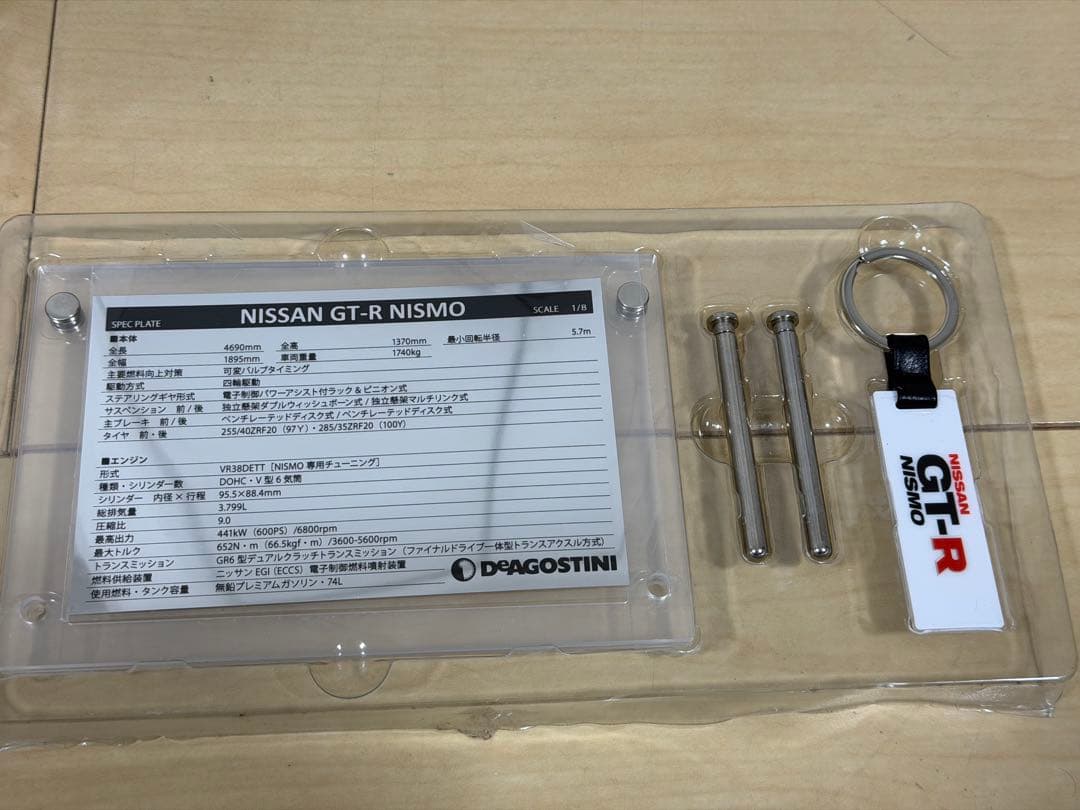 SPEC PLATE NISSAN GT-R NISMO SCALE 1/8
■本体
全長 4690mm 全高 1370mm 最小回転半径 5.7m
全幅 1895mm 車両重量 1740kg
主要燃料向上対策 可変バルブタイミング
駆動方式 四輪駆動
ステアリングギヤ形式 電子制御パワーアシスト付ラック&ピニオン式
サスペンション 前/後 独立懸架ダブルウィッシュボーン式/独立懸架マルチリンク式
主ブレーキ 前/後 ベンチレーテッドディスク式/ベンチレーテッドディスク式
タイヤ 前・後 255/40ZRF20(97Y)・285/35ZRF20(100Y)
■エンジン
形式 VR38DETT[NISMO専用チューニング]
種類・シリンダー数 DOHC・V型6気筒
シリンダー 内径×行程 95.5×88.4mm
総排気量 3.799L
圧縮比 9.0
最高出力 441kW(600PS)/6800rpm
最大トルク 652N・m(66.5kgf・m)/3600-5600rpm
トランスミッション GR6型デュアルクラッチトランスミッション(ファイナルドライブ一体型トランスアクスル方式)
燃料供給装置 ニッサンEGI(ECCS)電子制御燃料噴射装置
使用燃料・タンク容量 無鉛プレミアムガソリン・74L
DeAGOSTINI
NISSAN
GT-R
NISMO